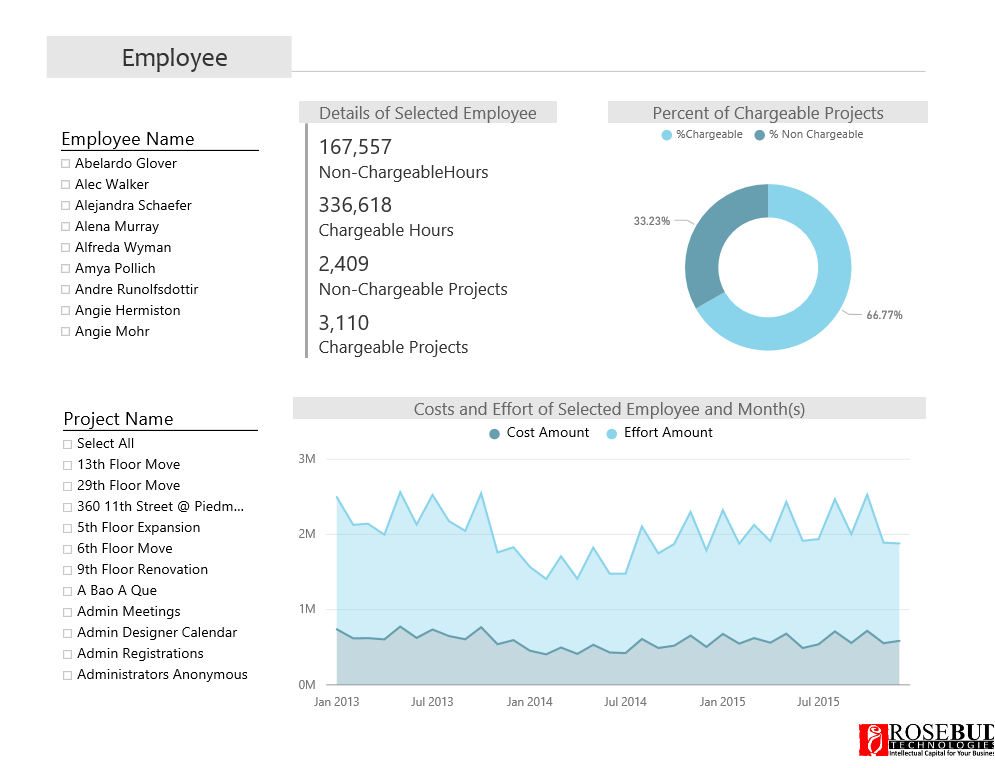 Employee
Employee Name
Abelardo Glover
Alec Walker
Alejandra Schaefer
Alena Murray
Alfreda Wyman
Amya Pollich
Andre Runolfsdottir
Angie Hermiston
Angie Mohr
Details of Selected Employee
167,557
Non-ChargeableHours
336,618
Chargeable Hours
2,409
Non-Chargeable Projects
3,110
Chargeable Projects
Percent of Chargeable Projects
%Chargeable % Non Chargeable
33.23%
66.77%
Project Name
Select All
13th Floor Move
29th Floor Move
360 11th Street @ Piedm...
5th Floor Expansion
6th Floor Move
9th Floor Renovation
A Bao A Que
Admin Meetings
Admin Designer Calendar
Admin Registrations
Administrators Anonymous
Costs and Effort of Selected Employee and Month(s)
Cost Amount Effort Amount
3M
2M
1M
0M
Jan 2013 Jul 2013 Jan 2014 Jul 2014 Jan 2015 Jul 2015
ROSEBUD
TECHNOLOGIES
Intellectual Capital for Your Busines